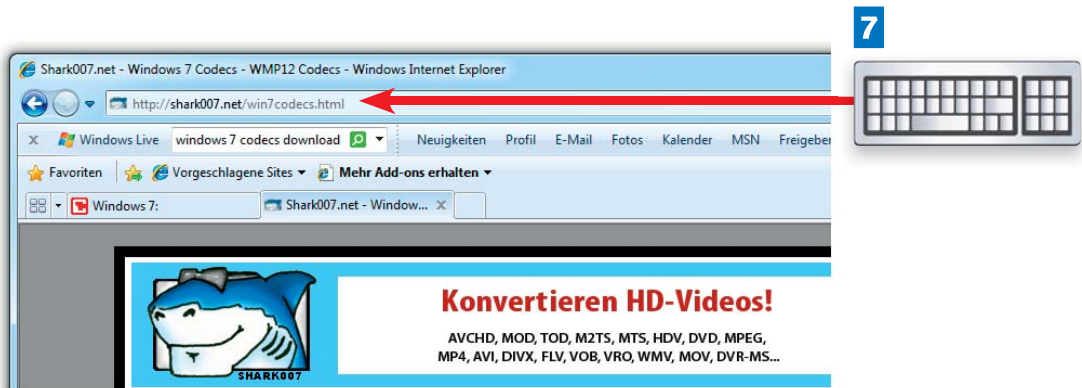 7
Shark007.net - Windows 7 Codecs - WMP12 Codecs - Windows Internet Explorer
http://shark007.net/win7codecs.html
x Windows Live windows 7 codecs download Neuigkeiten Profil E-Mail Fotos Kalender MSN Freigeber
Favoriten Vorgeschlagene Sites Mehr Add-ons erhalten
Windows 7: Shark007.net - Window... X
Konvertieren HD-Videos!
AVCHD, MOD, TOD, M2TS, MTS, HDV, DVD, MPEG,
MP4, AVI, DIVX, FLV, VOB, VRO, WMV, MOV, DVR-MS...
SHARK007